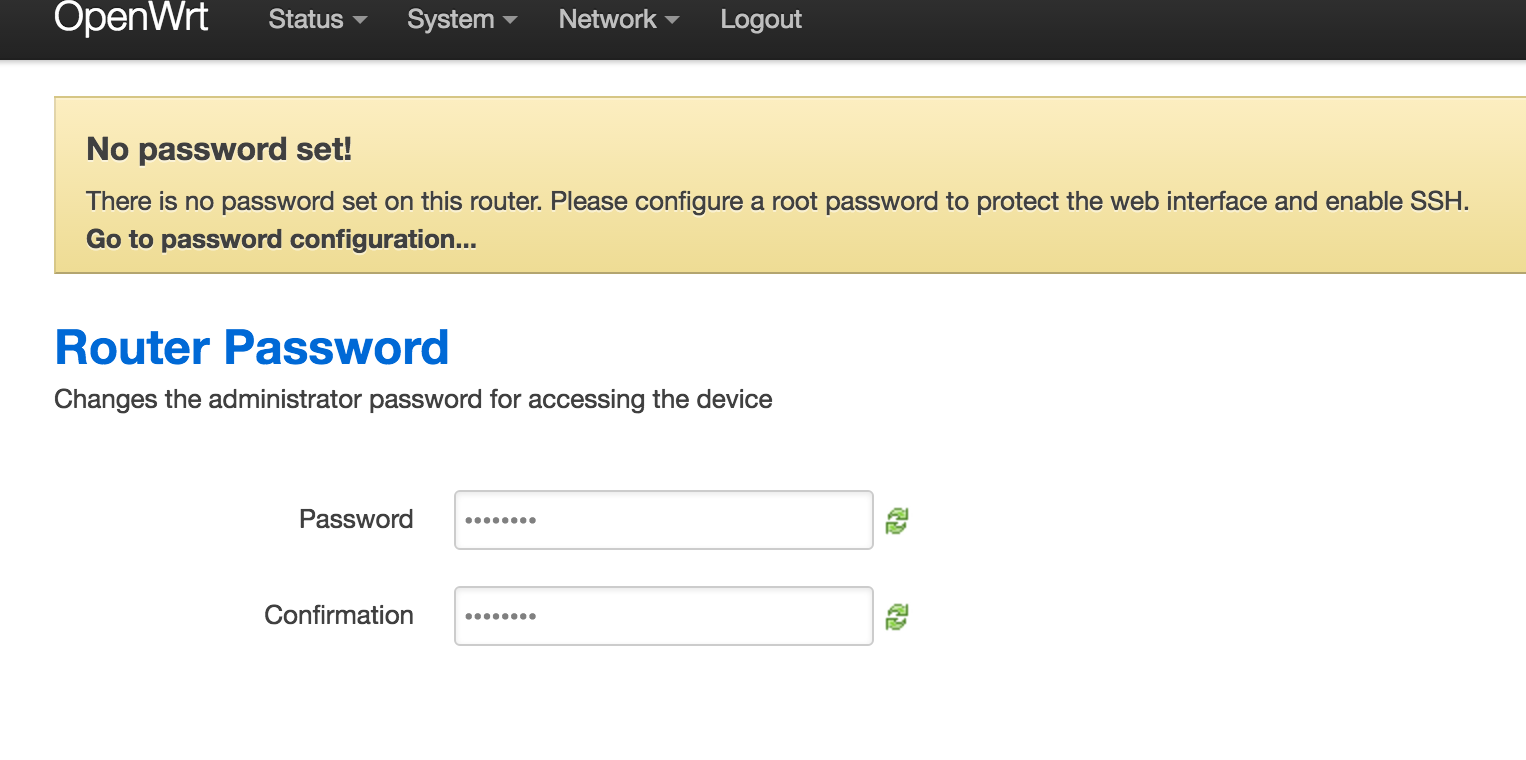 OpenWrt Status System Network Logout
No password set!
There is no password set on this router. Please configure a root password to protect the web interface and enable SSH.
Go to password configuration...
Router Password
Changes the administrator password for accessing the device
Password ••••••••
Confirmation ••••••••